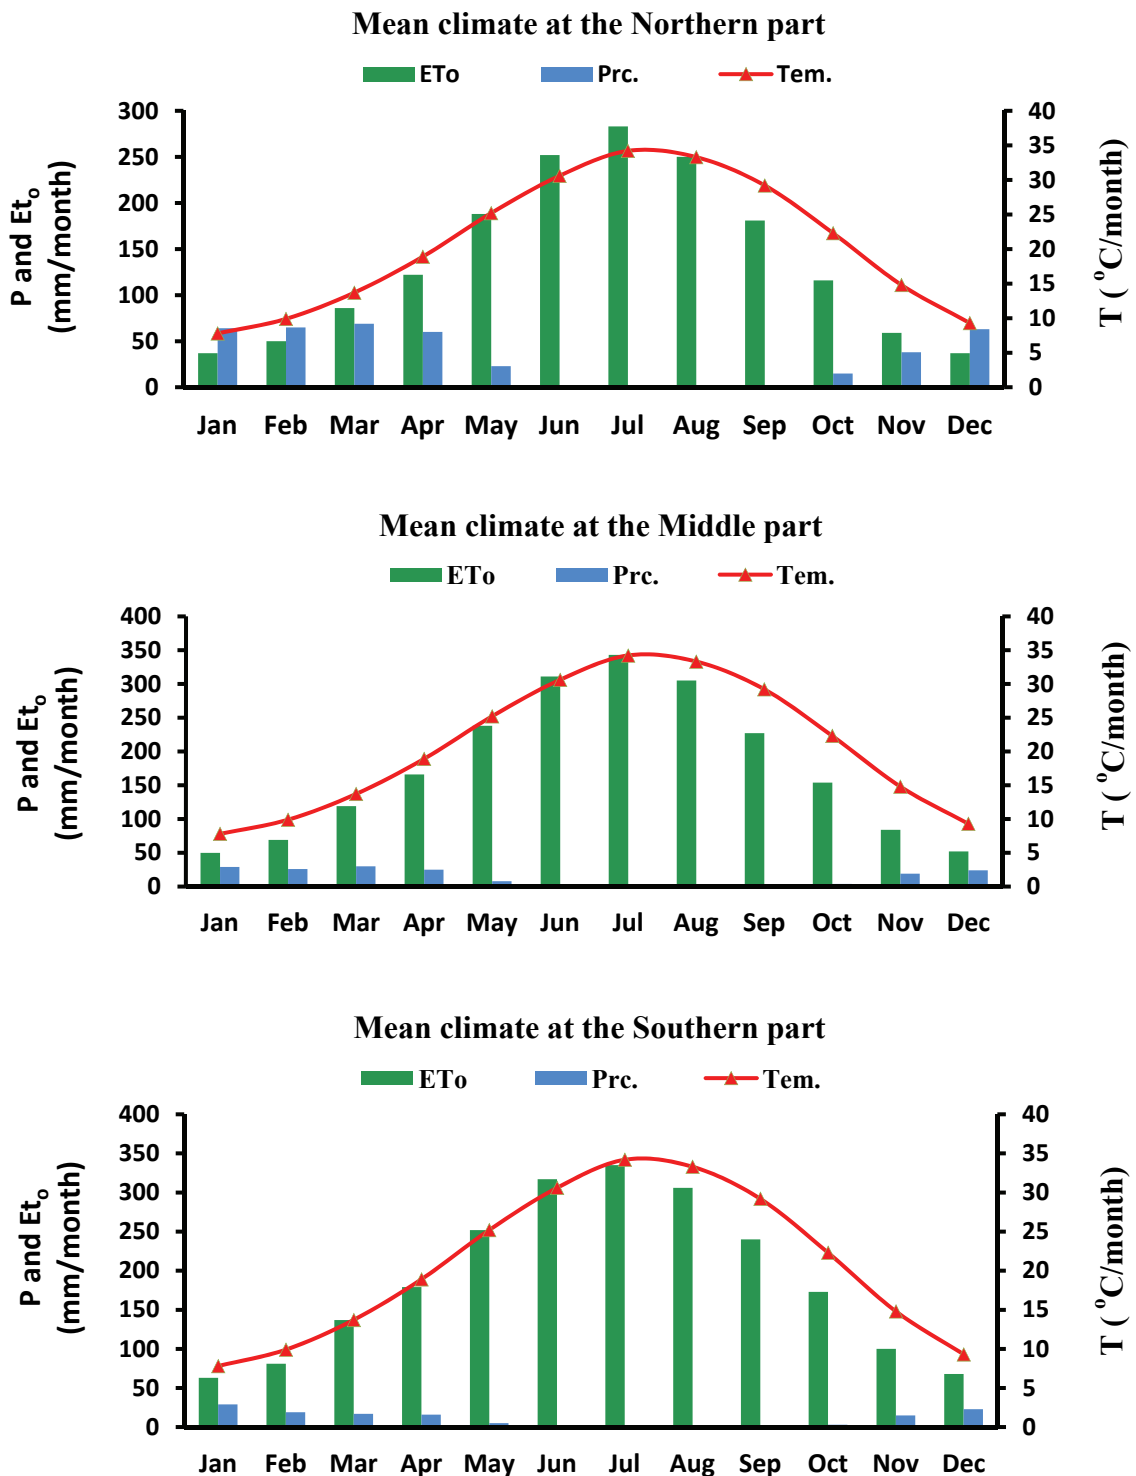 Mean climate at the Northern part
ETo Prc. Tem.
P and Et₀
(mm/month)
300
250
200
150
100
50
0
40
35
30
25
20
15
10
5
0
T ( ᵒC/month)
Jan Feb Mar Apr May Jun Jul Aug Sep Oct Nov Dec
Mean climate at the Middle part
ETo Prc. Tem.
P and Et₀
(mm/month)
400
350
300
250
200
150
100
50
0
40
35
30
25
20
15
10
5
0
T ( ᵒC/month)
Jan Feb Mar Apr May Jun Jul Aug Sep Oct Nov Dec
Mean climate at the Southern part
ETo Prc. Tem.
P and Et₀
(mm/month)
400
350
300
250
200
150
100
50
0
40
35
30
25
20
15
10
5
0
T ( ᵒC/month)
Jan Feb Mar Apr May Jun Jul Aug Sep Oct Nov Dec